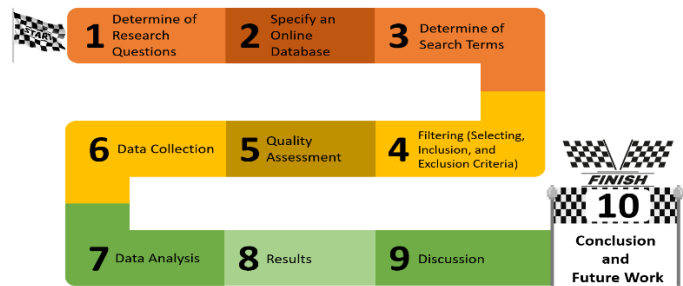 START
1 Determine of
Research
Questions
2 Specify an
Online
Database
3 Determine of
Search Terms
4 Filtering (Selecting,
Inclusion, and
Exclusion Criteria)
5 Quality
Assessment
6 Data Collection
7 Data Analysis
8 Results
9 Discussion
FINISH
10
Conclusion
and
Future Work